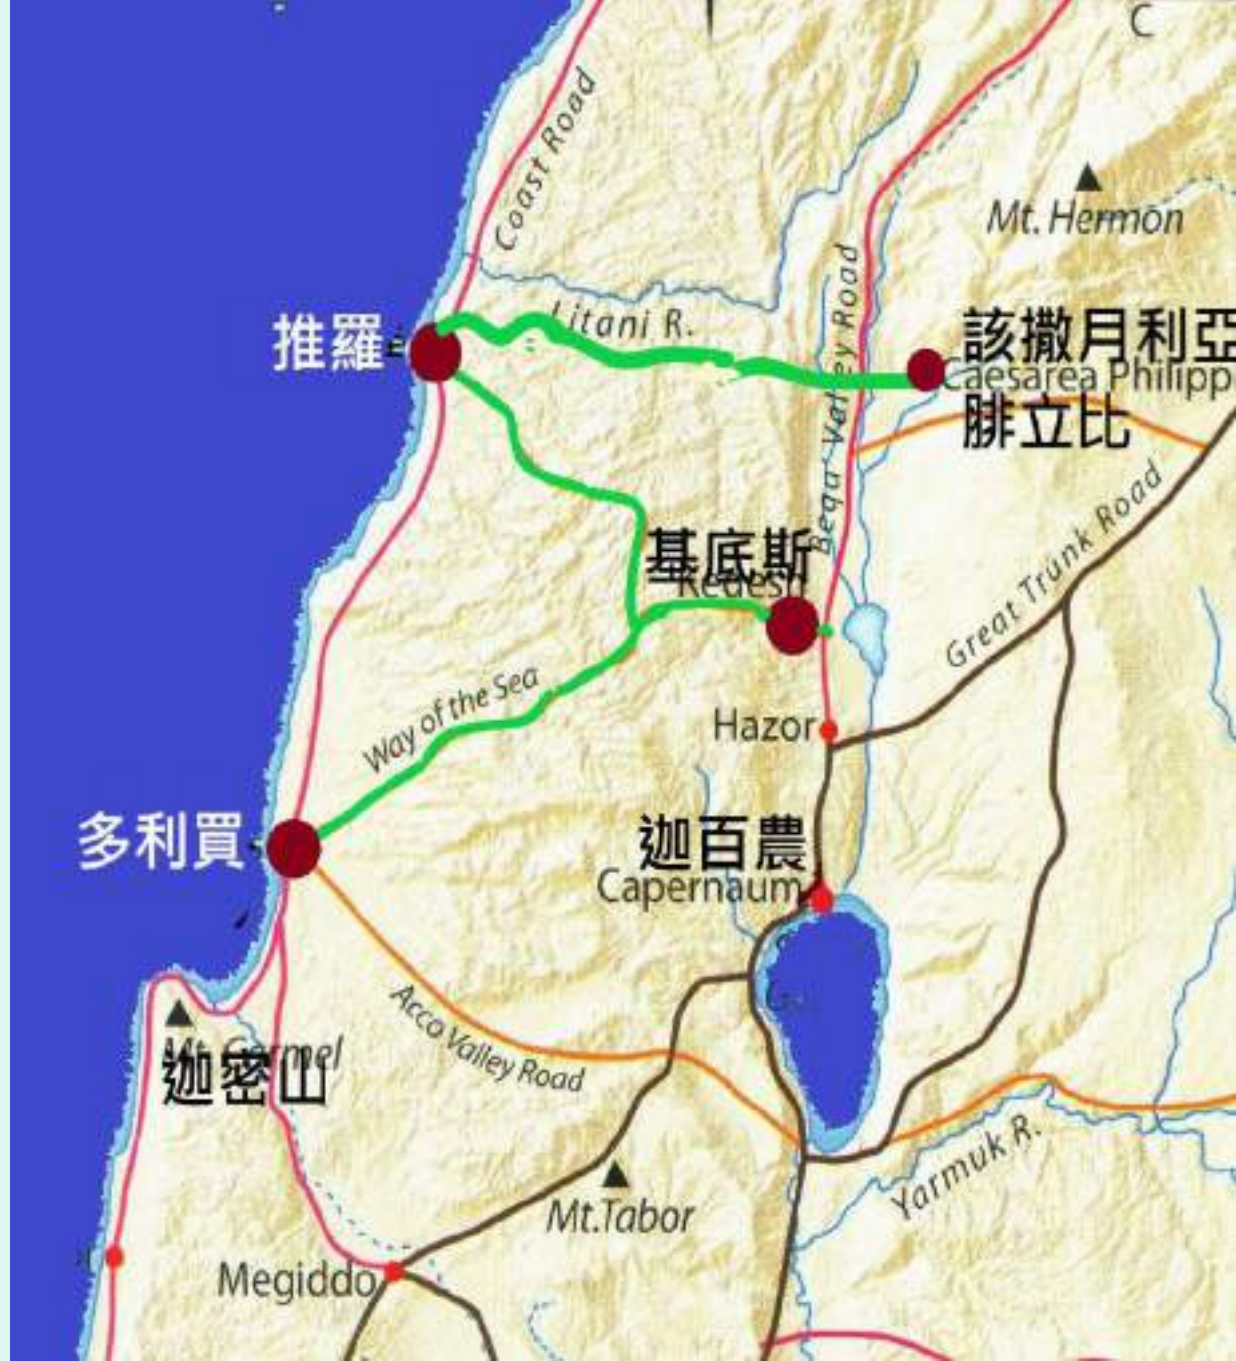 C
Coast Road
Mt. Hermon
Litani R.
推羅
該撒月利亞
Caesarea Philipp
腓立比
Beqa' Valley Road
基底斯
Kedesh
Great Trunk Road
Way of the Sea
Hazor
多利買
迦百農
Capernaum
Acco Valley Road
Mt. Carmel
迦密山
Yarmuk R.
Mt.Tabor
Megiddo